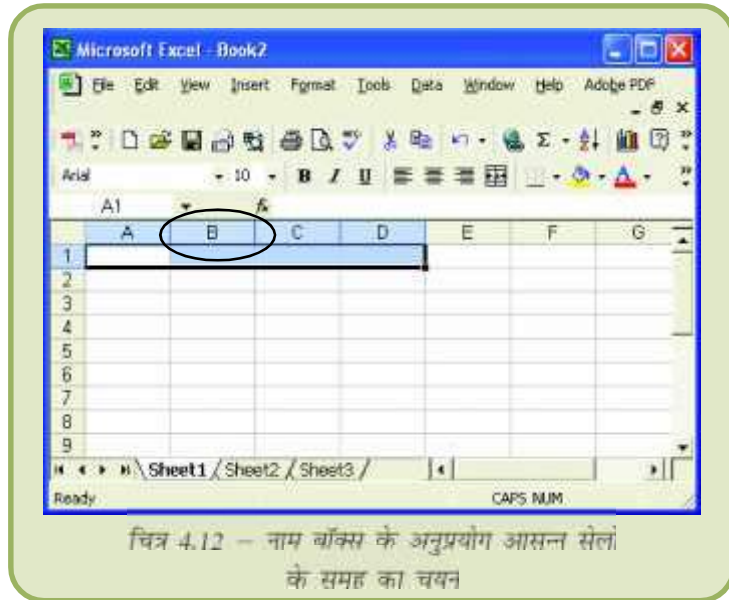 Microsoft Excel - Book2
File Edit View Insert Format Tools Data Window Help Adobe PDF
Arial 10 B I U
A1 fx
A B C D E F G
1
2
3
4
5
6
7
8
9
Sheet1 / Sheet2 / Sheet3 /
Ready CAPS NUM
चित्र 4.12 – नाम बॉक्स के अनुप्रयोग आसन्न सेलों
के समूह का चयन